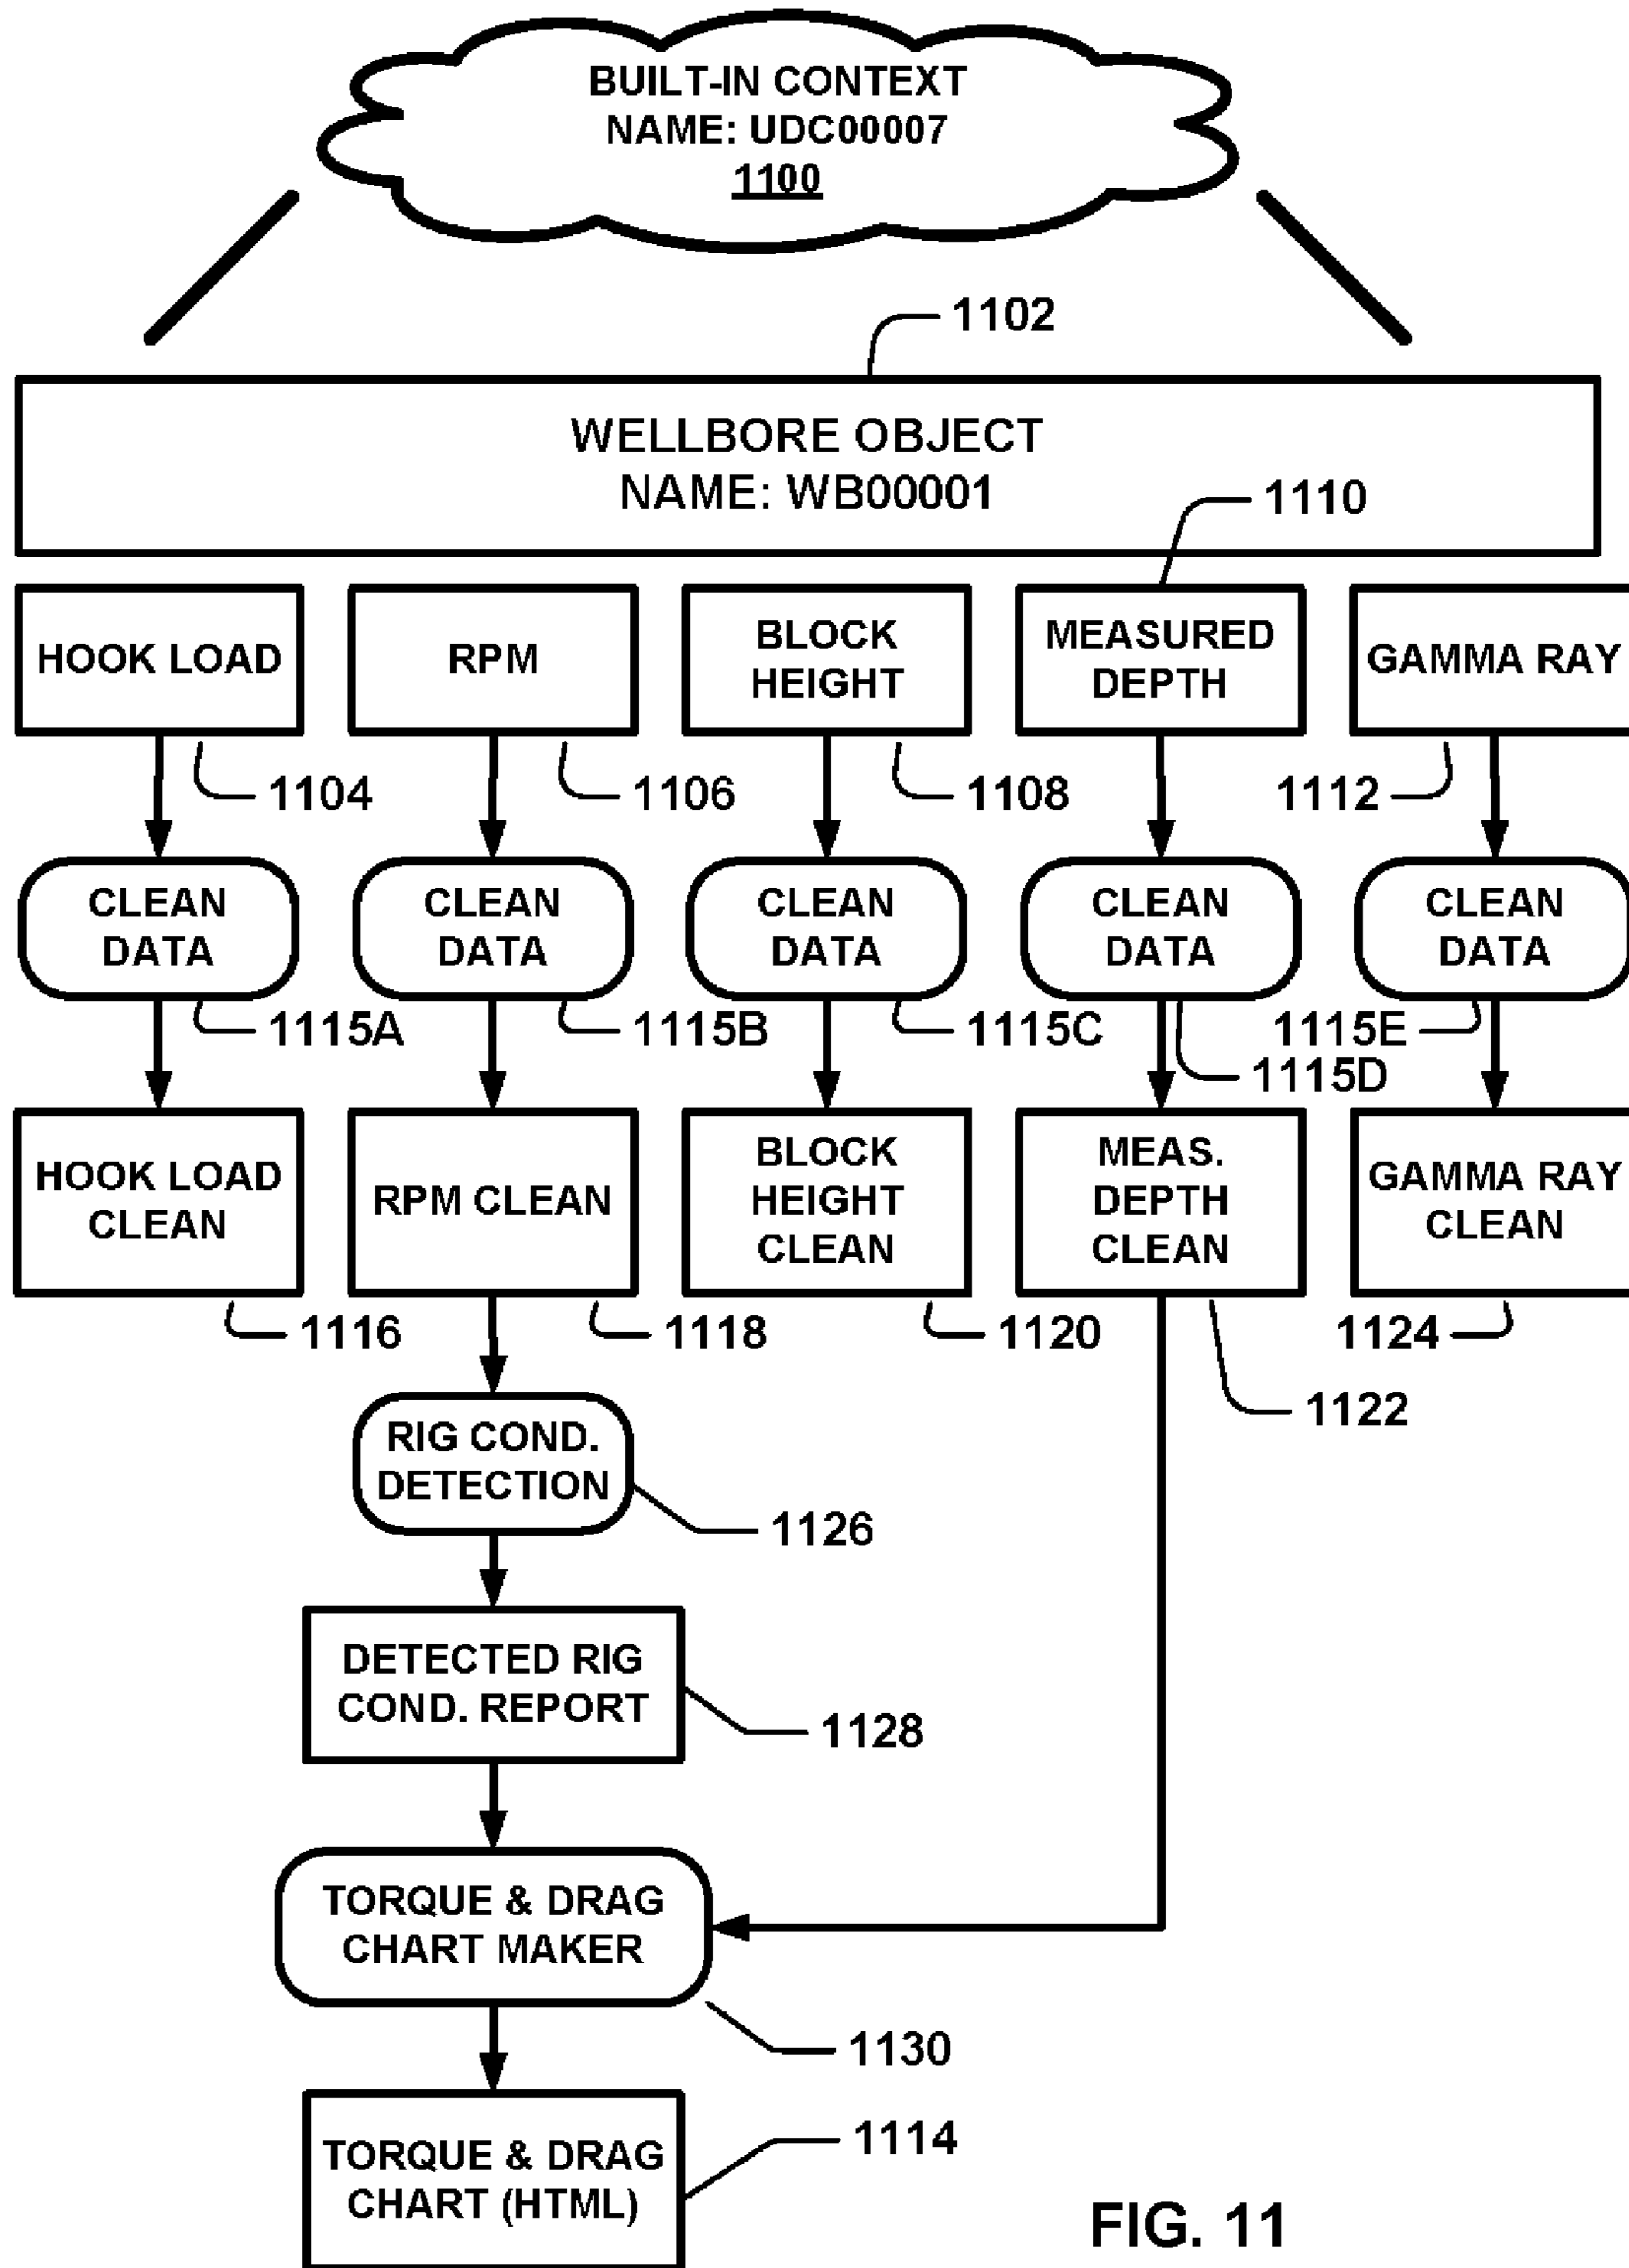 BUILT-IN CONTEXT
NAME: UDC00007
1100
1102
WELLBORE OBJECT
NAME: WB00001
1110
HOOK LOAD
RPM
BLOCK
HEIGHT
MEASURED
DEPTH
GAMMA RAY
1104
1106
1108
1112
CLEAN
DATA
CLEAN
DATA
CLEAN
DATA
CLEAN
DATA
CLEAN
DATA
1115A
1115B
1115C
1115D
1115E
HOOK LOAD
CLEAN
RPM CLEAN
BLOCK
HEIGHT
CLEAN
MEAS.
DEPTH
CLEAN
GAMMA RAY
CLEAN
1116
1118
1120
1122
1124
RIG COND.
DETECTION
1126
DETECTED RIG
COND. REPORT
1128
TORQUE & DRAG
CHART MAKER
1130
TORQUE & DRAG
CHART (HTML)
1114
FIG. 11